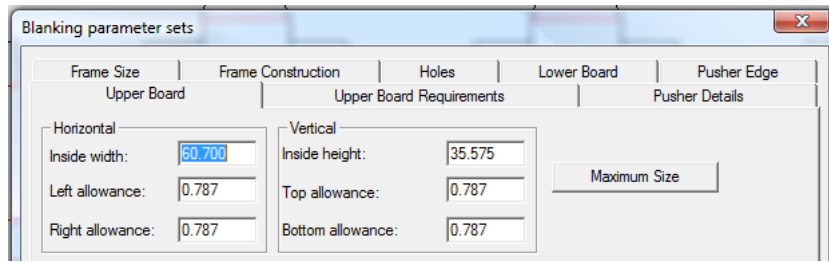 Blanking parameter sets
Frame Size Frame Construction Holes Lower Board Pusher Edge
Upper Board Upper Board Requirements Pusher Details
Horizontal Vertical
Inside width: 60.700 Inside height: 35.575
Maximum Size
Left allowance: 0.787 Top allowance: 0.787
Right allowance: 0.787 Bottom allowance: 0.787